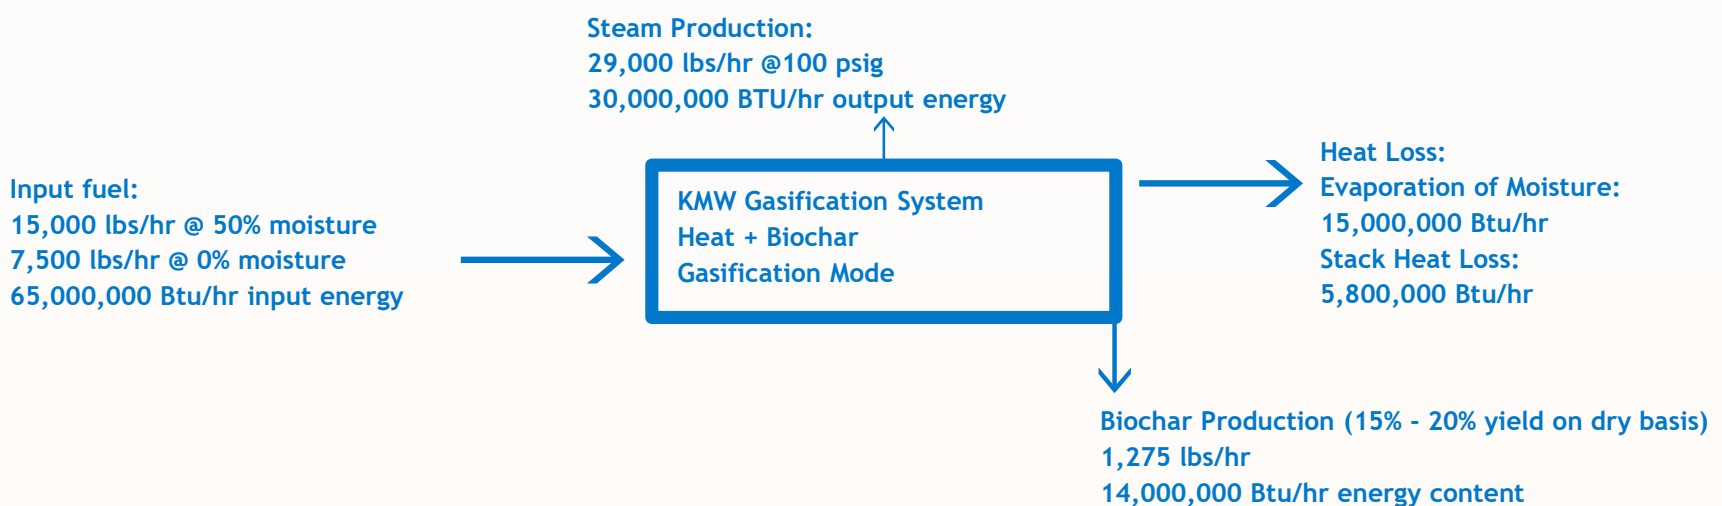 Steam Production:
29,000 lbs/hr @100 psig
30,000,000 BTU/hr output energy
Input fuel:
15,000 lbs/hr @ 50% moisture
7,500 lbs/hr @ 0% moisture
65,000,000 Btu/hr input energy
KMW Gasification System
Heat + Biochar
Gasification Mode
Heat Loss:
Evaporation of Moisture:
15,000,000 Btu/hr
Stack Heat Loss:
5,800,000 Btu/hr
Biochar Production (15% - 20% yield on dry basis)
1,275 lbs/hr
14,000,000 Btu/hr energy content